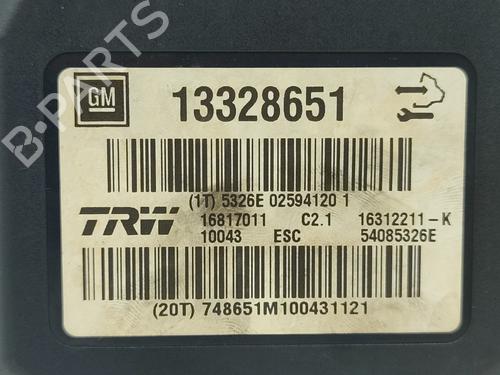 B-PARTS
GM 13328651
(1T) 5326E 02594120 1
TRW 16817011 C2.1 16312211-K
10043 ESC 54085326E
(20T) 748651M100431121